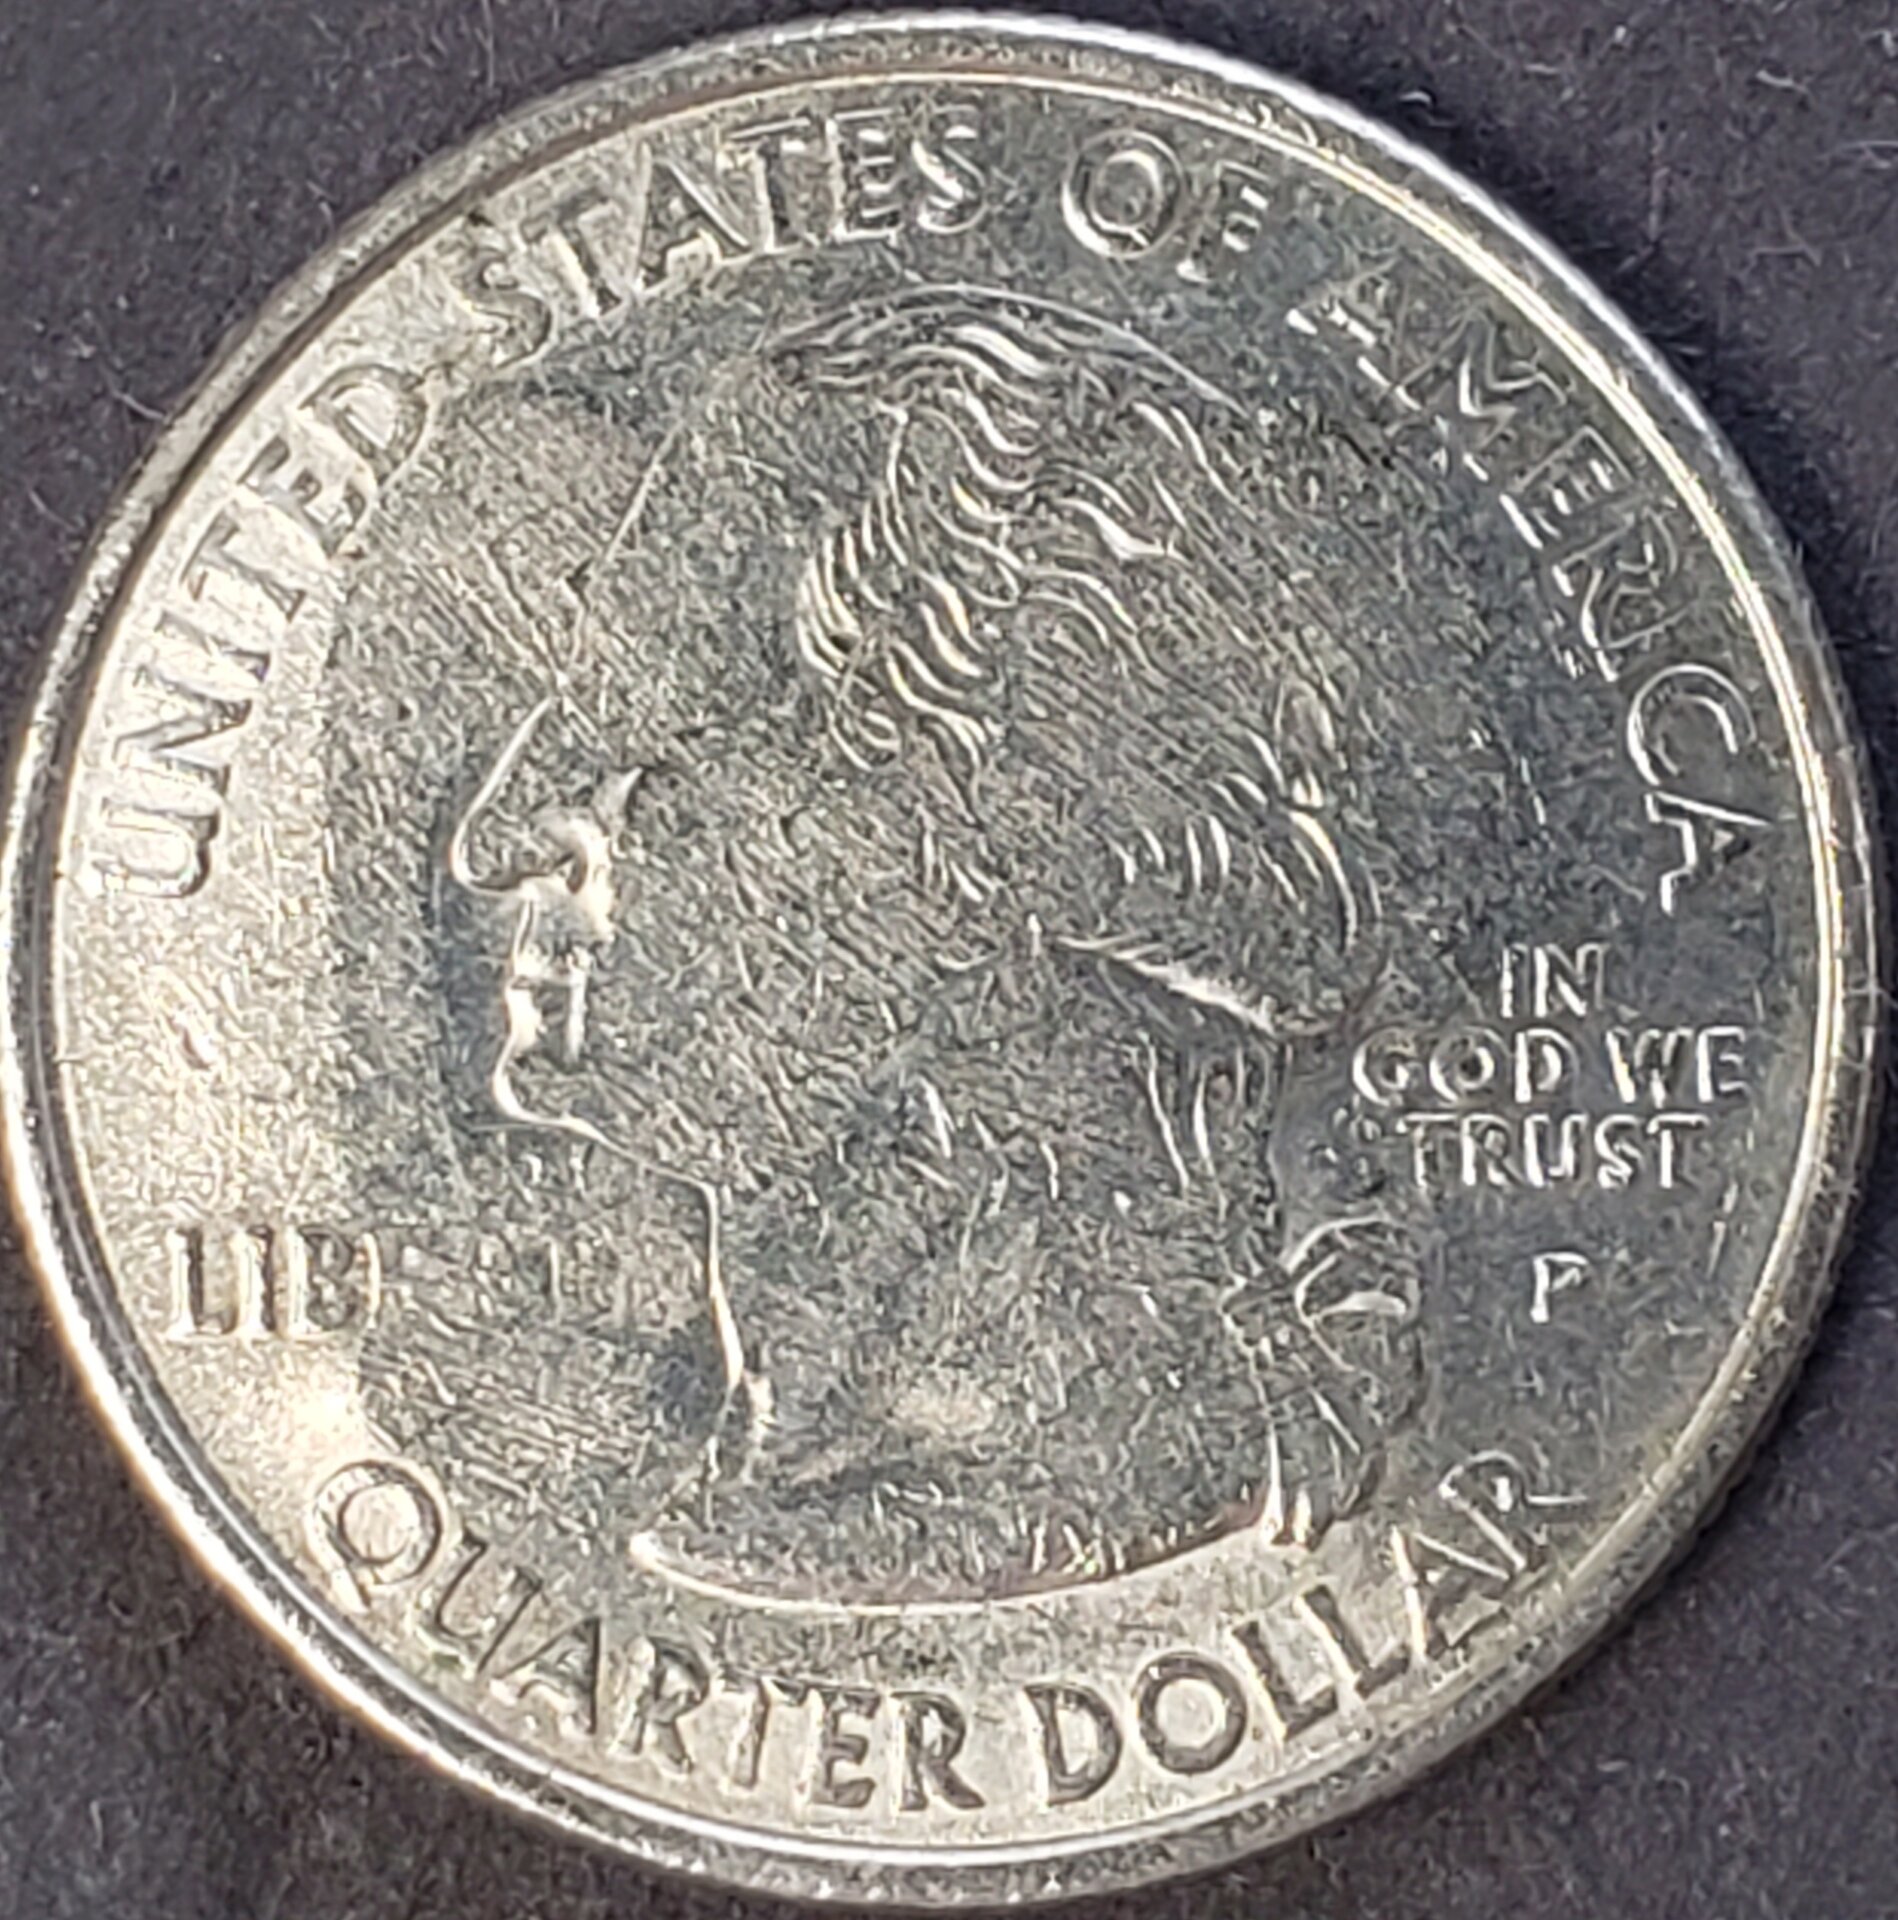 UNITED STATES OF AMERICA
LIB
IN
GOD WE
TRUST
P
QUARTER DOLLAR